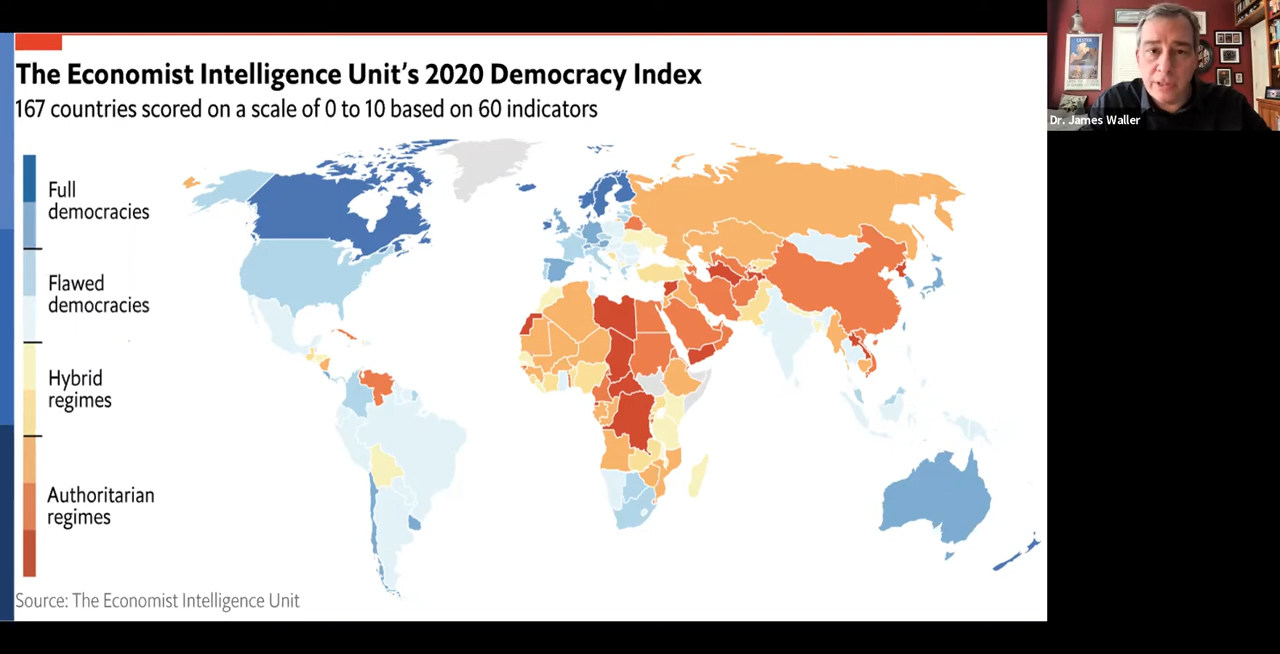 The Economist Intelligence Unit's 2020 Democracy Index
167 countries scored on a scale of 0 to 10 based on 60 indicators
Full
democracies
Flawed
democracies
Hybrid
regimes
Authoritarian
regimes
Source: The Economist Intelligence Unit
Dr. James Waller